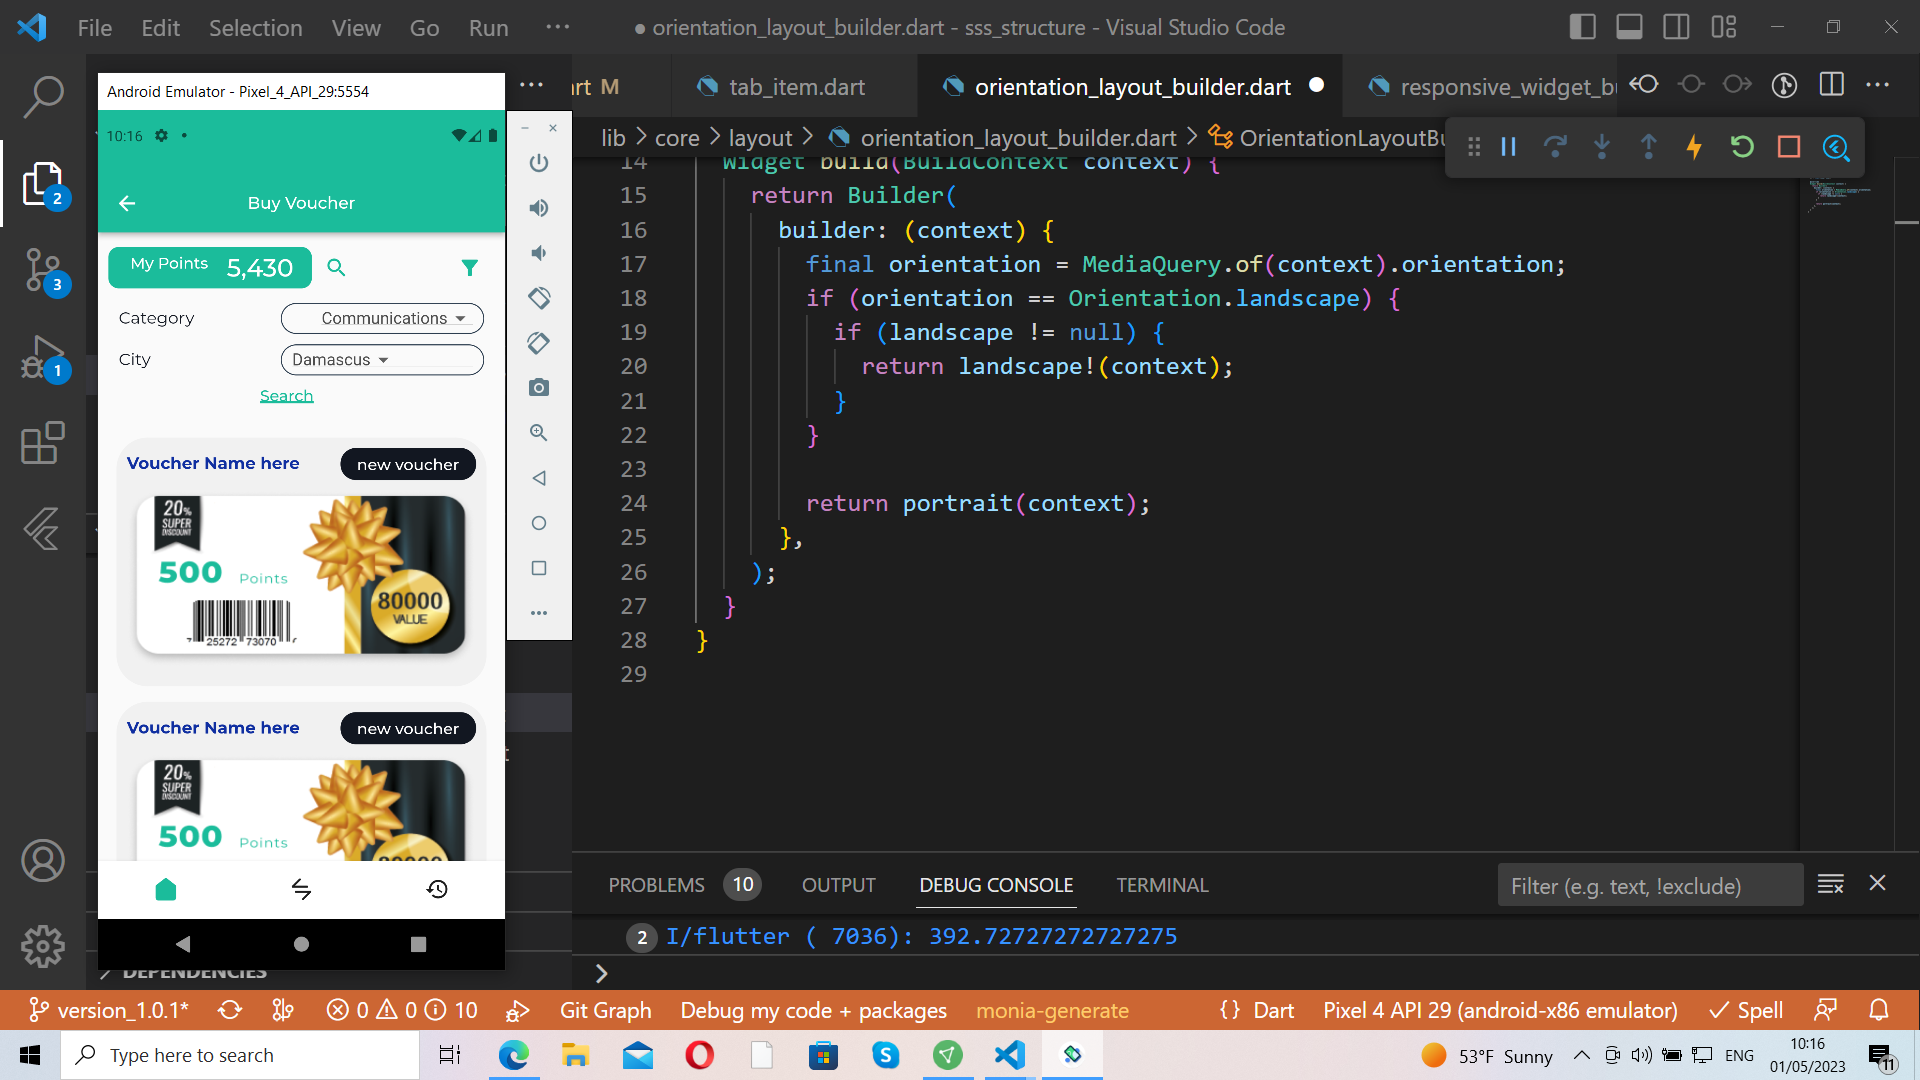 File Edit Selection View Go Run ···
● orientation_layout_builder.dart - sss_structure - Visual Studio Code
Android Emulator - Pixel_4_API_29:5554
10:16
Buy Voucher
My Points 5,430
Category Communications
City Damascus
Search
Voucher Name here new voucher
20%
SUPER
DISCOUNT
500 Points
80000
VALUE
7 25272 73070
Voucher Name here new voucher
20%
SUPER
DISCOUNT
500 Points
80000
2
3
1
DEPENDENCIES
art M
tab_item.dart
orientation_layout_builder.dart
responsive_widget_bu
lib > core > layout > orientation_layout_builder.dart > OrientationLayoutBu
14 Widget build(BuildContext context) {
15 return Builder(
16 builder: (context) {
17 final orientation = MediaQuery.of(context).orientation;
18 if (orientation == Orientation.landscape) {
19 if (landscape != null) {
20 return landscape!(context);
21 }
22 }
23
24 return portrait(context);
25 },
26 );
27 }
28 }
29
PROBLEMS 10 OUTPUT DEBUG CONSOLE TERMINAL
Filter (e.g. text, !exclude)
2 I/flutter ( 7036): 392.72727272727275
>
version_1.0.1* 0 0 10 Git Graph Debug my code + packages monia-generate {} Dart Pixel 4 API 29 (android-x86 emulator) Spell
Type here to search
53°F Sunny
ENG
10:16
01/05/2023
11